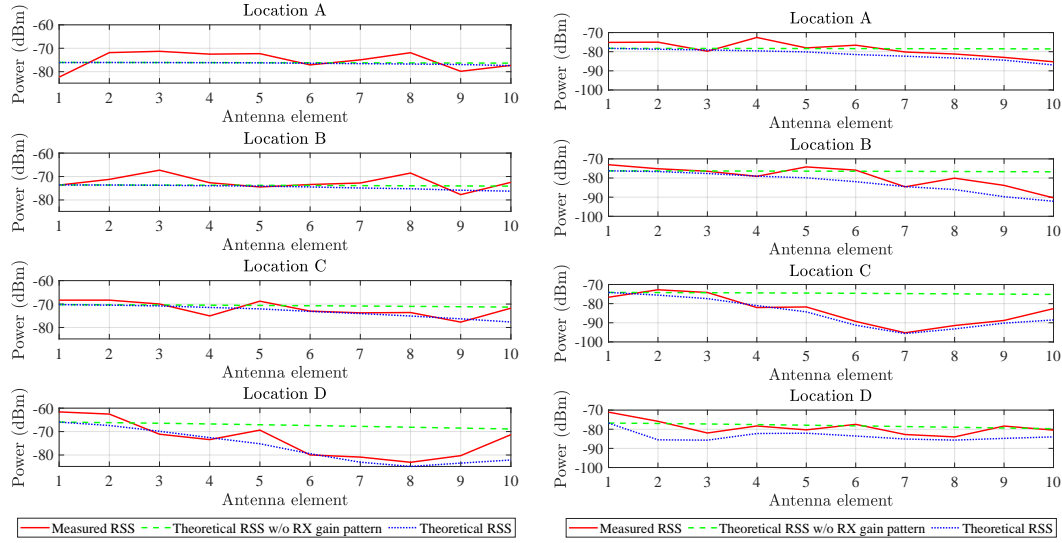 Location A
Power (dBm)
-60
-70
-80
1 2 3 4 5 6 7 8 9 10
Antenna element
Location B
Power (dBm)
-60
-70
-80
1 2 3 4 5 6 7 8 9 10
Antenna element
Location C
Power (dBm)
-60
-70
-80
1 2 3 4 5 6 7 8 9 10
Antenna element
Location D
Power (dBm)
-60
-70
-80
1 2 3 4 5 6 7 8 9 10
Antenna element
Measured RSS Theoretical RSS w/o RX gain pattern Theoretical RSS
Location A
Power (dBm)
-70
-80
-90
-100
1 2 3 4 5 6 7 8 9 10
Antenna element
Location B
Power (dBm)
-70
-80
-90
-100
1 2 3 4 5 6 7 8 9 10
Antenna element
Location C
Power (dBm)
-70
-80
-90
-100
1 2 3 4 5 6 7 8 9 10
Antenna element
Location D
Power (dBm)
-70
-80
-90
-100
1 2 3 4 5 6 7 8 9 10
Antenna element
Measured RSS Theoretical RSS w/o RX gain pattern Theoretical RSS